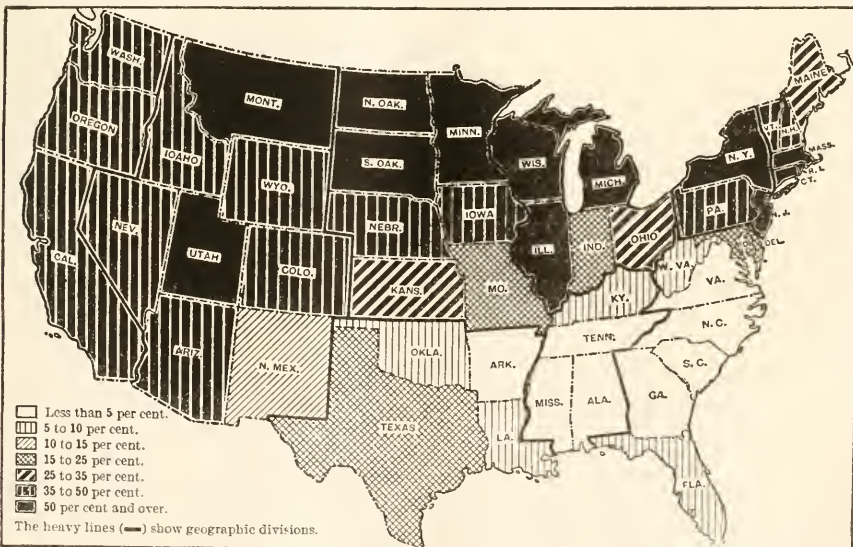 WASH.
MONT.
N. OAK.
MINN.
MAINE
OREGON
IOAHO
S. OAK.
WIS.
MICH.
V.T.
N.H.
MASS.
N.Y.
R.I.
CT.
WYO.
NEBR.
IOWA
PA.
N.J.
DEL.
NEV.
UTAH
COLO.
CAL.
KANS.
MO.
ILL.
IND.
OHIO
W. VA.
VA.
KY.
ARIZ.
N. MEX.
OKLA.
ARK.
TENN.
N.C.
S.C.
TEXAS
LA.
MISS.
ALA.
GA.
FLA.
Less than 5 per cent.
5 to 10 per cent.
10 to 15 per cent.
15 to 25 per cent.
25 to 35 per cent.
35 to 50 per cent.
50 per cent and over.
The heavy lines (▬) show geographic divisions.